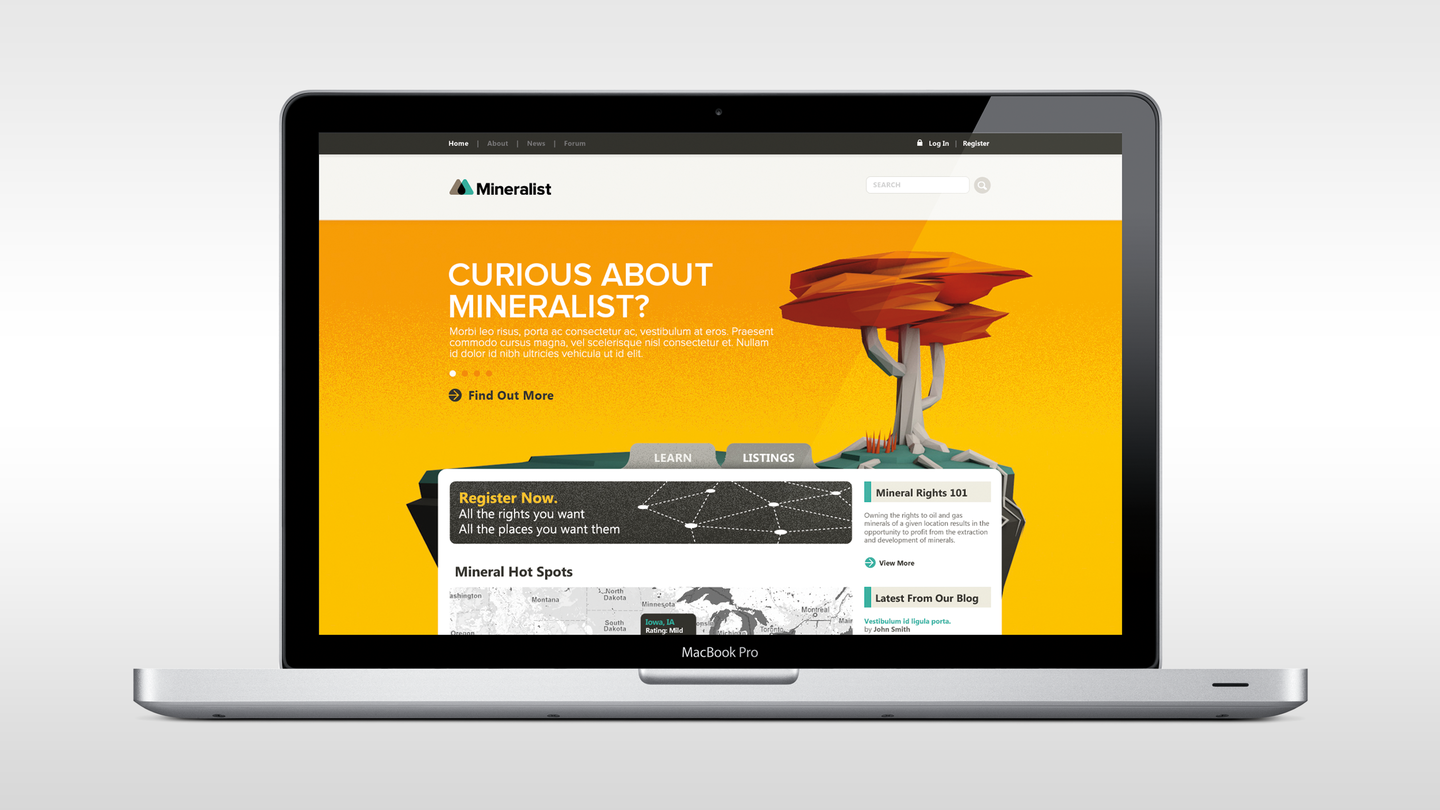 Home | About | News | Forum
Log In | Register
Mineralist
SEARCH
CURIOUS ABOUT
MINERALIST?
Morbi leo risus, porta ac consectetur ac, vestibulum at eros. Praesent
commodo cursus magna, vel scelerisque nisl consectetur et. Nullam
id dolor id nibh ultricies vehicula ut id elit.
Find Out More
LEARN
LISTINGS
Register Now.
All the rights you want
All the places you want them
Mineral Rights 101
Owning the rights to oil and gas
minerals of a given location results in the
opportunity to profit from the extraction
and development of minerals.
View More
Mineral Hot Spots
ashington
Montana
North
Dakota
Minnesota
South
Dakota
Oregon
Iowa, IA
Rating: Mild
Michigan
Toronto
Montreal
Latest From Our Blog
Vestibulum id ligula porta.
by John Smith
MacBook Pro